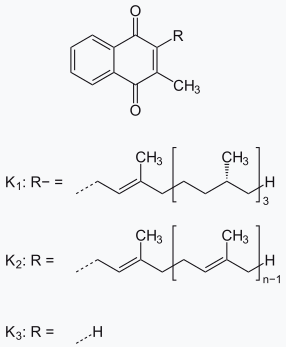 O
R
CH₃
O
K₁: R– =
CH₃
CH₃
H
3
K₂: R =
CH₃
CH₃
H
n–1
K₃: R =
H